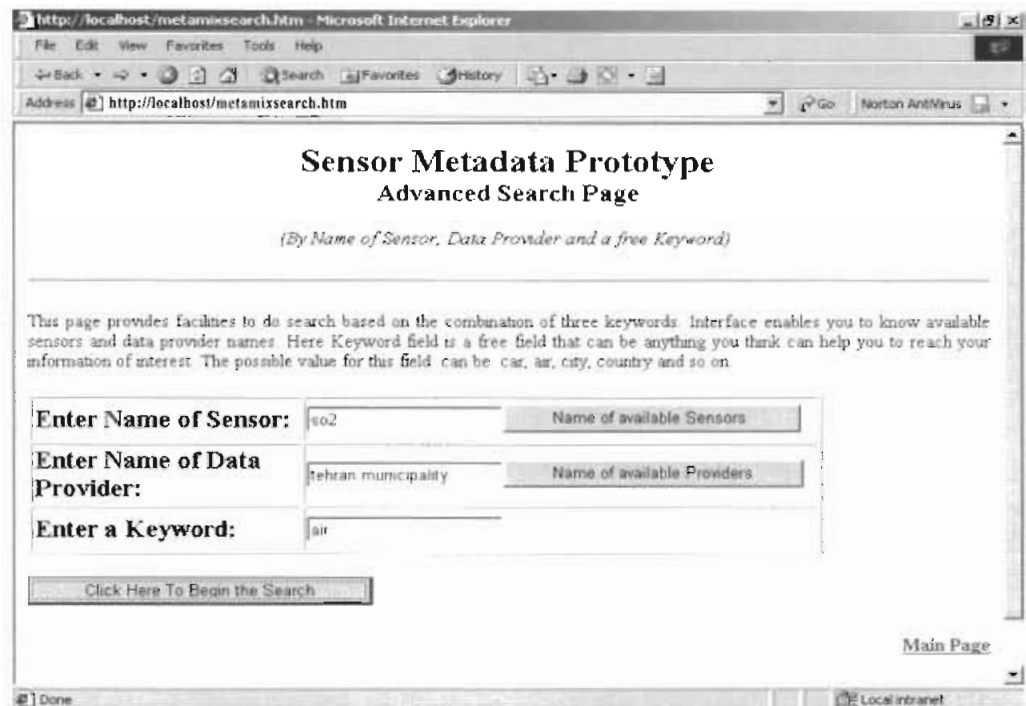 http://localhost/metamixsearch.htm - Microsoft Internet Explorer
File Edit View Favorites Tools Help
Back Search Favorites History
Address http://localhost/metamixsearch.htm Go Norton AntiVirus
Sensor Metadata Prototype
Advanced Search Page
(By Name of Sensor, Data Provider and a free Keyword)
This page provides facilities to do search based on the combination of three keywords. Interface enables you to know available
sensors and data provider names. Here Keyword field is a free field that can be anything you think can help you to reach your
information of interest. The possible value for this field can be car, air, city, country and so on
Enter Name of Sensor: so2 Name of available Sensors
Enter Name of Data
Provider: tehran municipality Name of available Providers
Enter a Keyword: air
Click Here To Begin the Search
Main Page
Done Local intranet